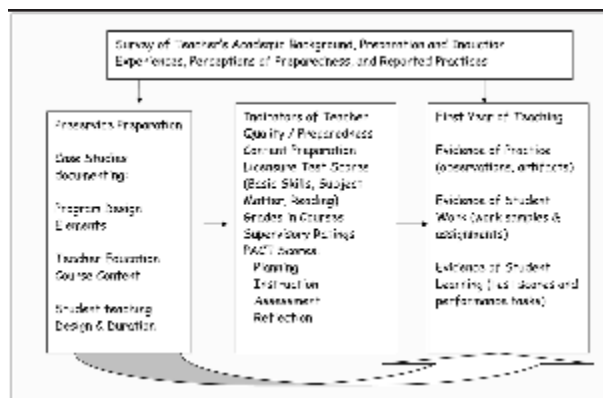 Survey of Teacher's Academic Background, Preparation and Induction
Experiences, Perceptions of Preparedness, and Reported Practices
Preservice Preparation
Case Studies
documenting:
Program Design
Elements
Teacher Education
Course Content
Student teaching
Design & Duration
Indicators of Teacher
Quality / Preparedness
Content Preparation
Licensure Test Scores
(Basic Skills, Subject
Matter, Reading)
Grades in Courses
Supervisory Ratings
PACT Scores:
Planning
Instruction
Assessment
Reflection
First Year of Teaching
Evidence of Practice
(observations, artifacts)
Evidence of Student
Work (work samples &
assignments)
Evidence of Student
Learning (test scores and
performance tasks)